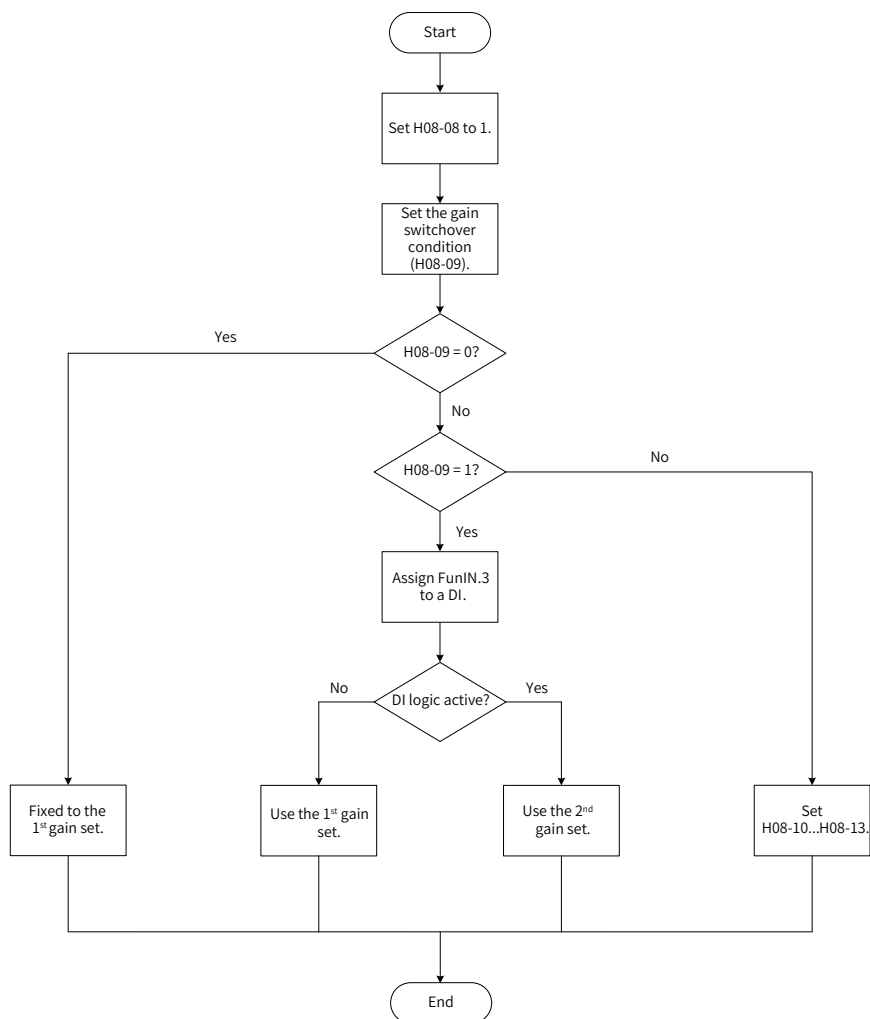 Start
Set H08-08 to 1.
Set the gain
switchover
condition
(H08-09).
Yes
H08-09 = 0?
No
H08-09 = 1?
No
Yes
Assign FunIN.3
to a DI.
No
DI logic active?
Yes
Fixed to the
1st gain set.
Use the 1st gain
set.
Use the 2nd
gain set.
Set
H08-10...H08-13.
End